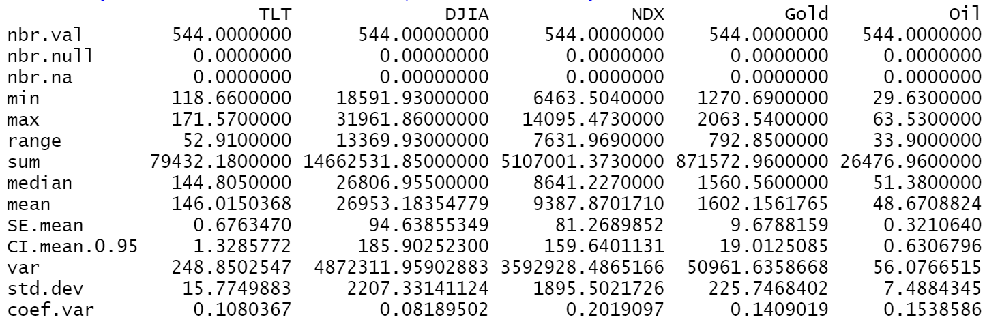 TLT DJIA NDX Gold Oil
nbr.val 544.0000000 544.00000000 544.0000000 544.0000000 544.0000000
nbr.null 0.0000000 0.00000000 0.0000000 0.0000000 0.0000000
nbr.na 0.0000000 0.00000000 0.0000000 0.0000000 0.0000000
min 118.6600000 18591.93000000 6463.5040000 1270.6900000 29.6300000
max 171.5700000 31961.86000000 14095.4730000 2063.5400000 63.5300000
range 52.9100000 13369.93000000 7631.9690000 792.8500000 33.9000000
sum 79432.1800000 14662531.85000000 5107001.3730000 871572.9600000 26476.9600000
median 144.8050000 26806.95500000 8641.2270000 1560.5600000 51.3800000
mean 146.0150368 26953.18354779 9387.8701710 1602.1561765 48.6708824
SE.mean 0.6763470 94.63855349 81.2689852 9.6788159 0.3210640
CI.mean.0.95 1.3285772 185.90252300 159.6401131 19.0125085 0.6306796
var 248.8502547 4872311.95902883 3592928.4865166 50961.6358668 56.0766515
std.dev 15.7749883 2207.33141124 1895.5021726 225.7468402 7.4884345
coef.var 0.1080367 0.08189502 0.2019097 0.1409019 0.1538586